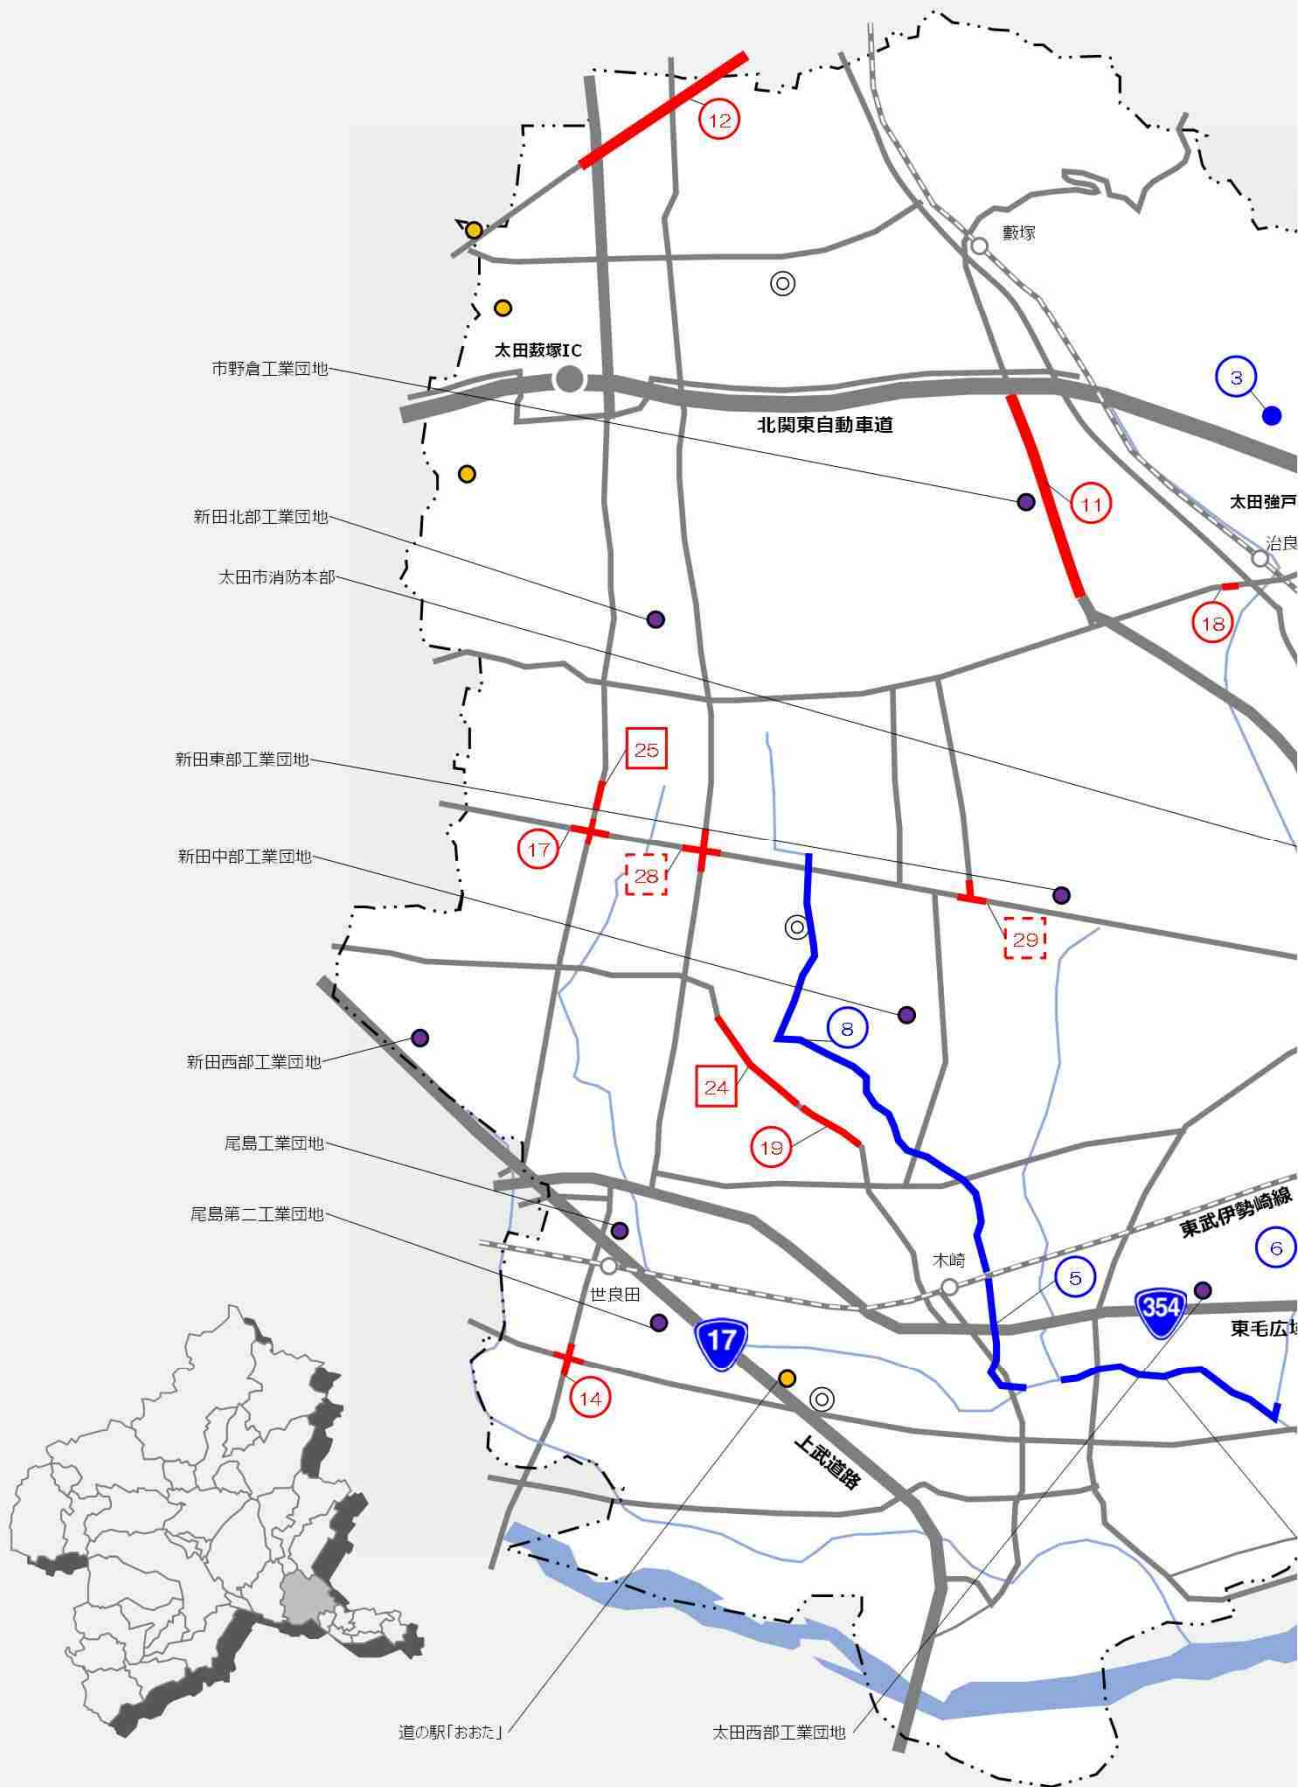 12
藪塚
太田薮塚IC
市野倉工業団地
3
北関東自動車道
11
太田強戸
新田北部工業団地
治良
太田市消防本部
18
25
新田東部工業団地
17
新田中部工業団地
28
29
8
新田西部工業団地
24
尾島工業団地
19
尾島第二工業団地
東武伊勢崎線
6
木崎
5
世良田
354
17
東毛広域
14
上武道路
道の駅「おおた」
太田西部工業団地